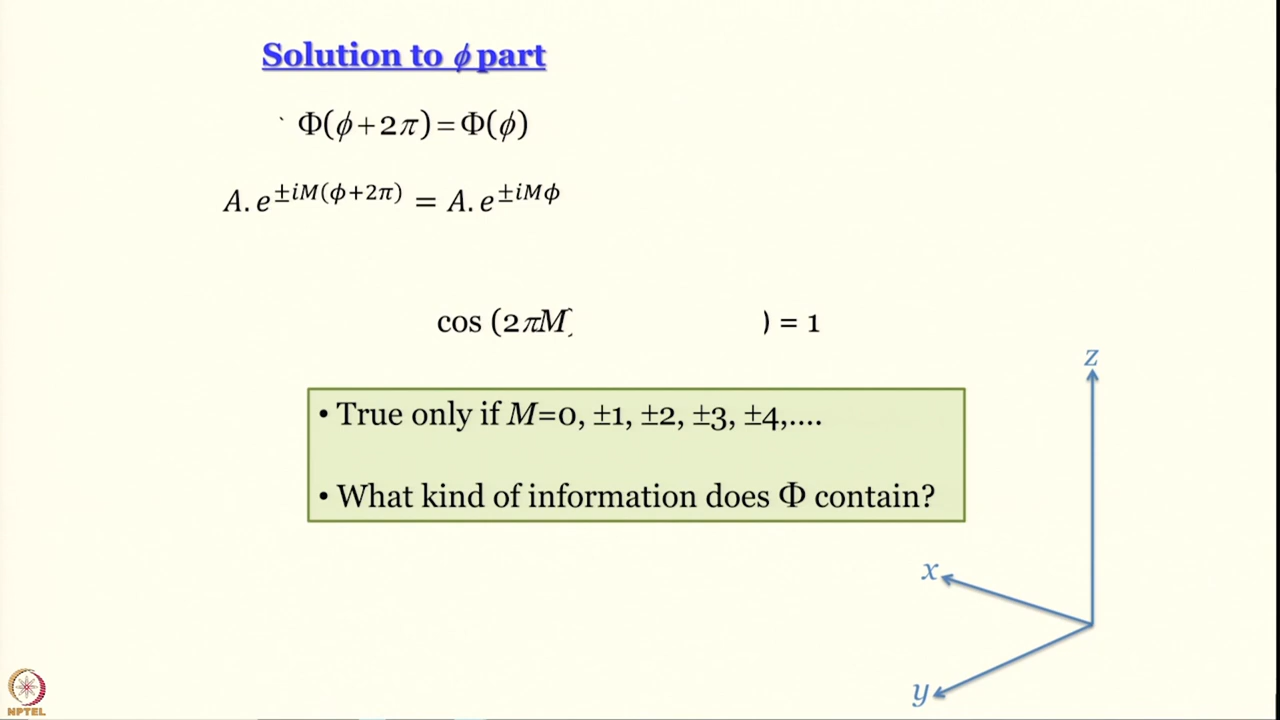 Solution to ϕ part
Φ(ϕ+2π)=Φ(ϕ)
A. e^{±iM(ϕ+2π)} = A. e^{±iMϕ}
cos (2πM) ) = 1
• True only if M=0, ±1, ±2, ±3, ±4,....
• What kind of information does Φ contain?
z
x
y
NPTEL